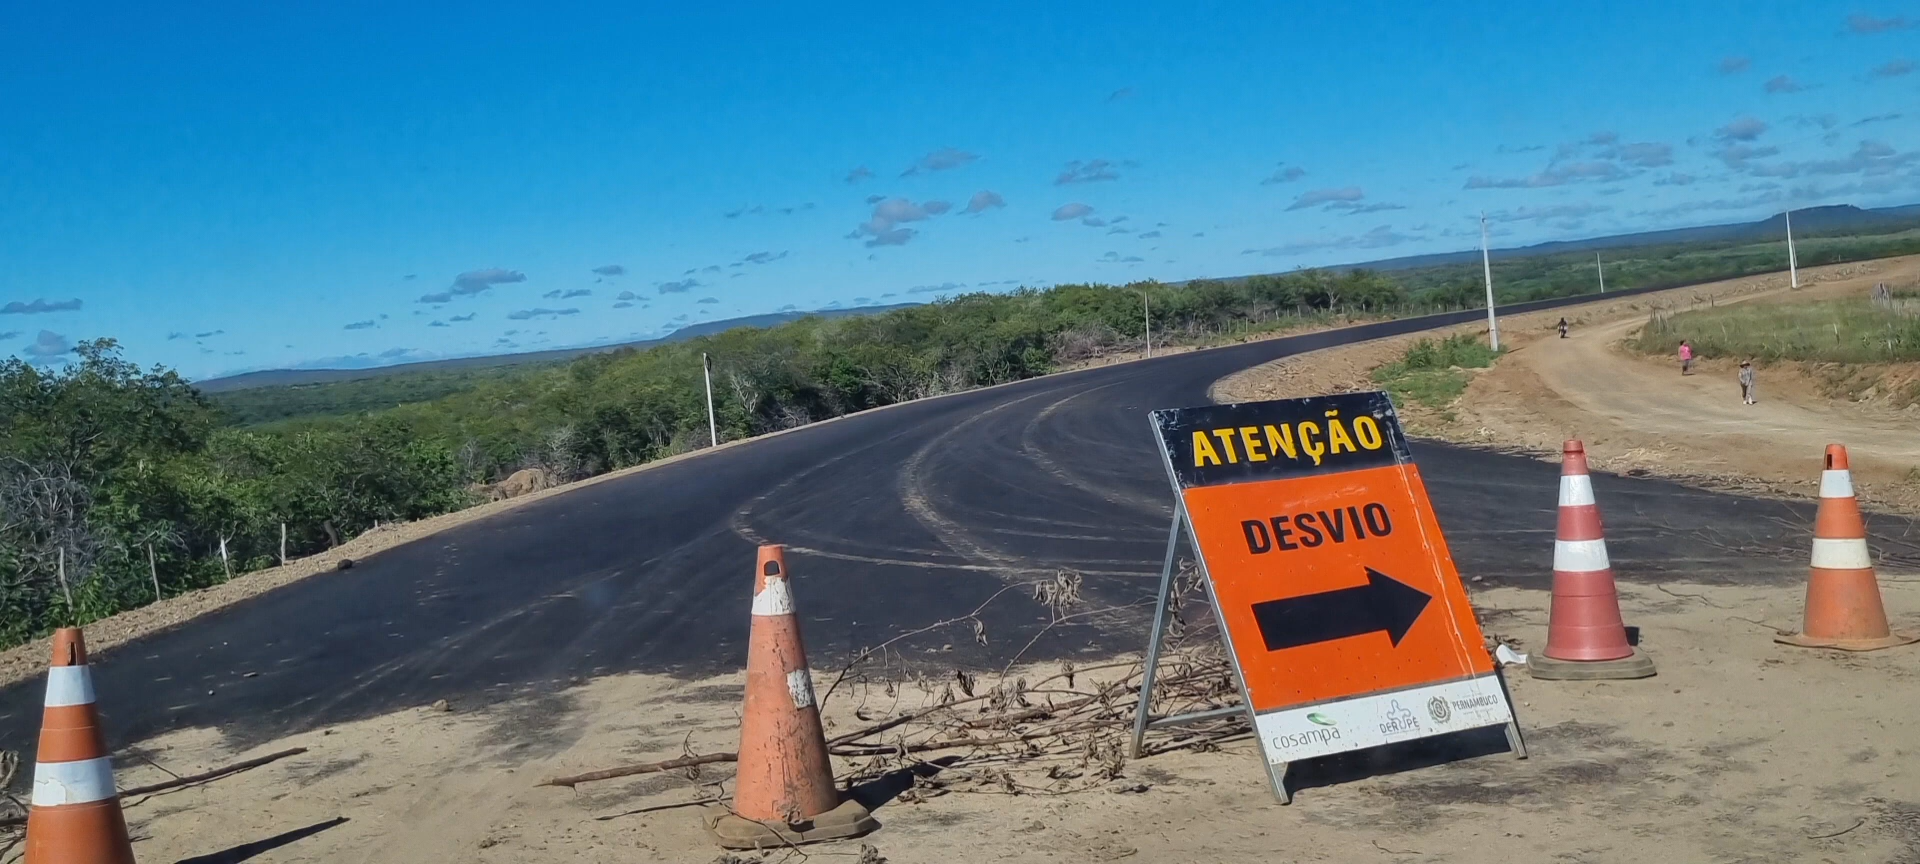 ATENÇÃO
DESVIO
cosampa
DER PE
PERNAMBUCO